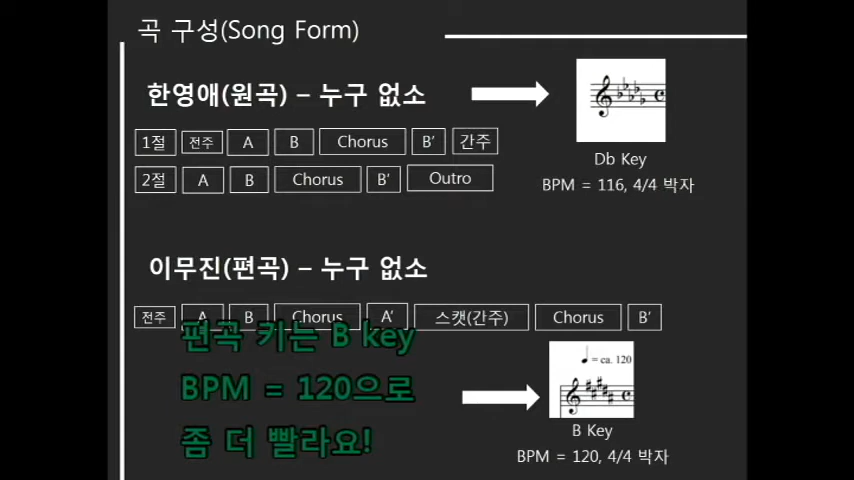 곡 구성(Song Form)
한영애(원곡) – 누구 없소
1절 전주 A B Chorus B' 간주
2절 A B Chorus B' Outro
Db Key
BPM = 116, 4/4 박자
이무진(편곡) – 누구 없소
전주 A B Chorus A' 스캣(간주) Chorus B'
편곡 키는 B key
BPM = 120으로
좀 더 빨라요!
♩ = ca. 120
B Key
BPM = 120, 4/4 박자